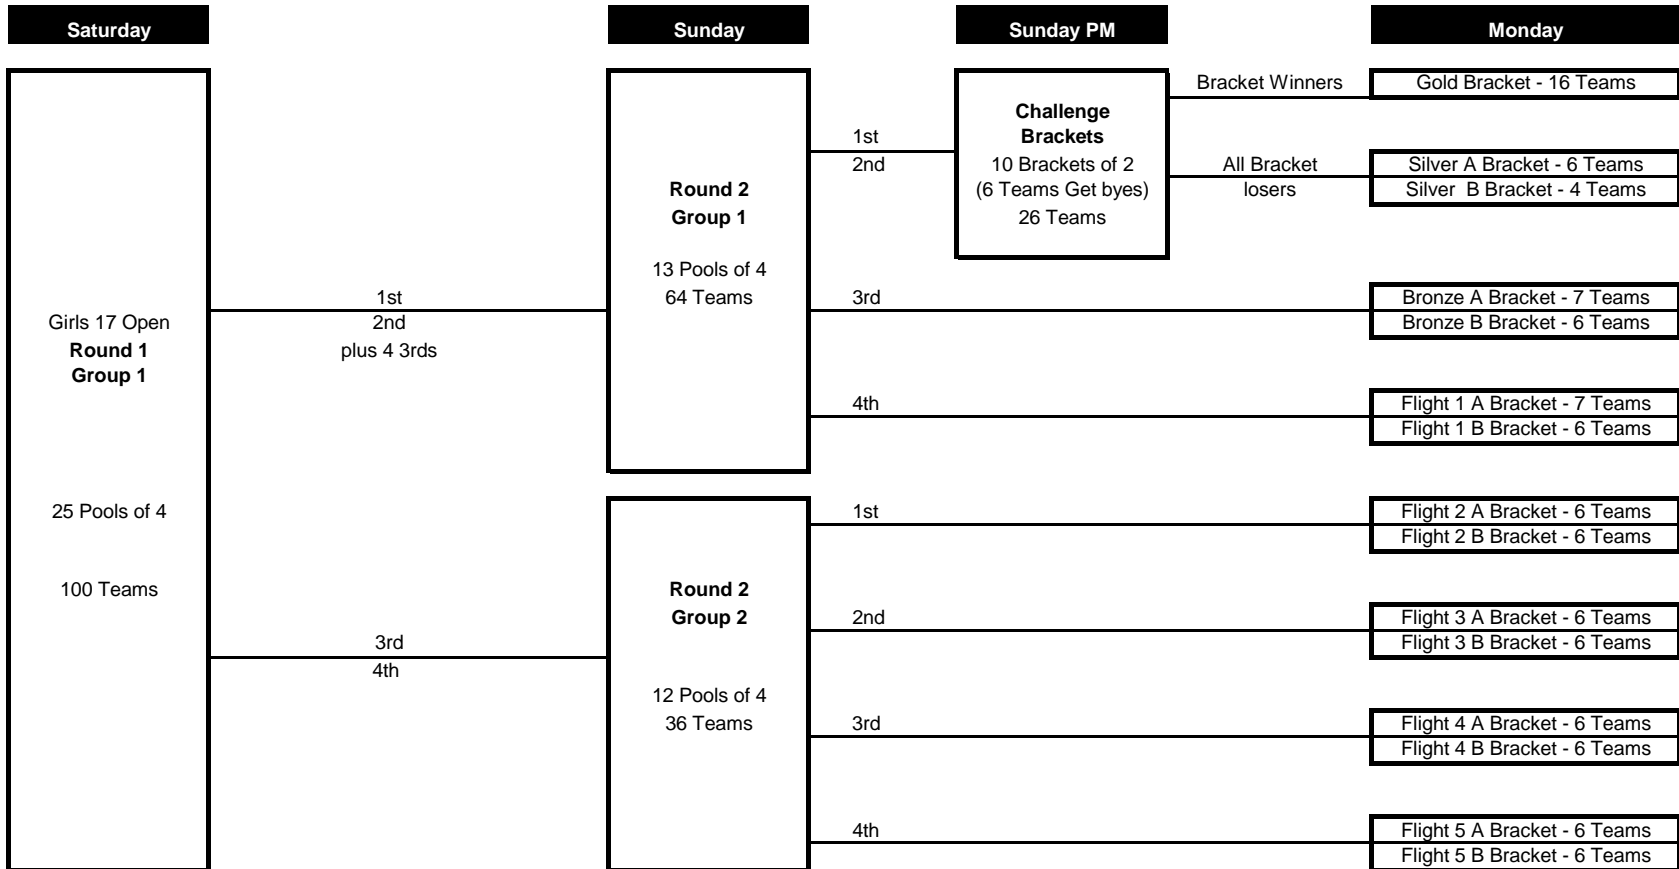 Saturday
Sunday
Sunday PM
Monday
Girls 17 Open
Round 1
Group 1
25 Pools of 4
100 Teams
1st
2nd
plus 4 3rds
3rd
4th
Round 2
Group 1
13 Pools of 4
64 Teams
1st
2nd
3rd
4th
Round 2
Group 2
12 Pools of 4
36 Teams
1st
2nd
3rd
4th
Challenge
Brackets
10 Brackets of 2
(6 Teams Get byes)
26 Teams
Bracket Winners
All Bracket
losers
Gold Bracket - 16 Teams
Silver A Bracket - 6 Teams
Silver  B Bracket - 4 Teams
Bronze A Bracket - 7 Teams
Bronze B Bracket - 6 Teams
Flight 1 A Bracket - 7 Teams
Flight 1 B Bracket - 6 Teams
Flight 2 A Bracket - 6 Teams
Flight 2 B Bracket - 6 Teams
Flight 3 A Bracket - 6 Teams
Flight 3 B Bracket - 6 Teams
Flight 4 A Bracket - 6 Teams
Flight 4 B Bracket - 6 Teams
Flight 5 A Bracket - 6 Teams
Flight 5 B Bracket - 6 Teams